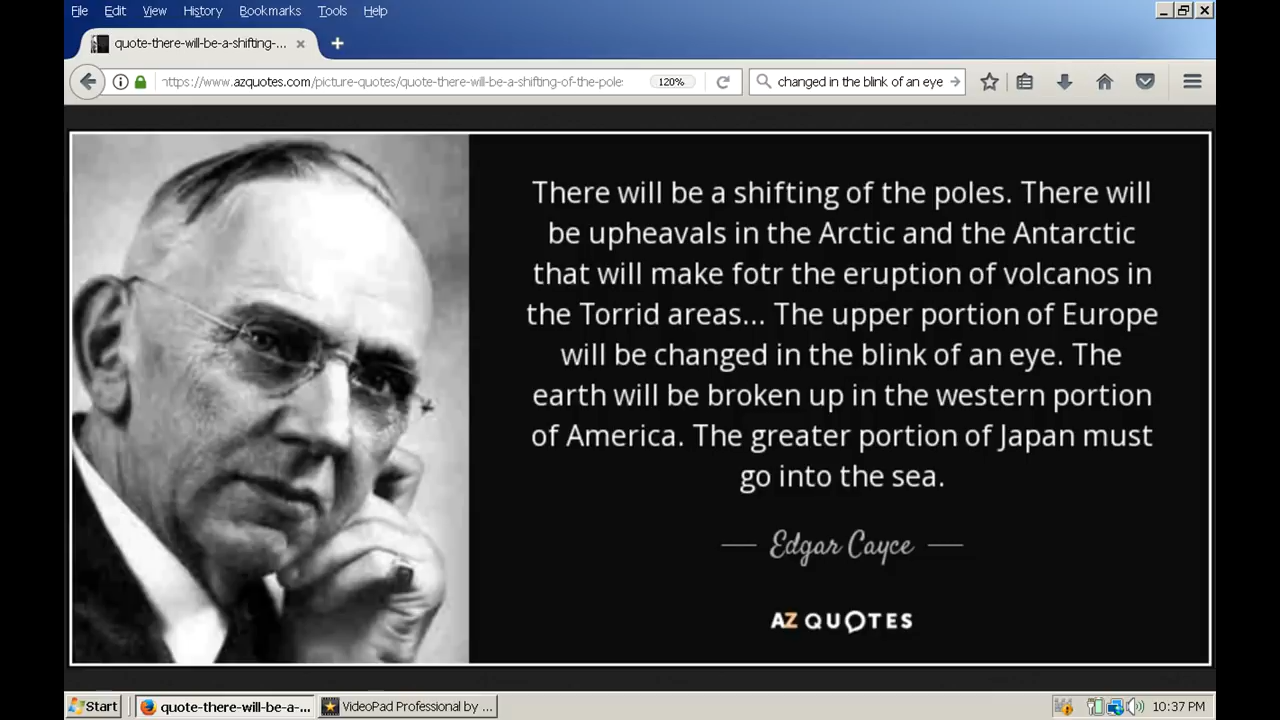 File Edit View History Bookmarks Tools Help
quote-there-will-be-a-shifting-...
https://www.azquotes.com/picture-quotes/quote-there-will-be-a-shifting-of-the-pole: 120% changed in the blink of an eye
There will be a shifting of the poles. There will
be upheavals in the Arctic and the Antarctic
that will make fotr the eruption of volcanos in
the Torrid areas... The upper portion of Europe
will be changed in the blink of an eye. The
earth will be broken up in the western portion
of America. The greater portion of Japan must
go into the sea.
Edgar Cayce
AZ QUOTES
Start quote-there-will-be-a-... VideoPad Professional by ... 10:37 PM